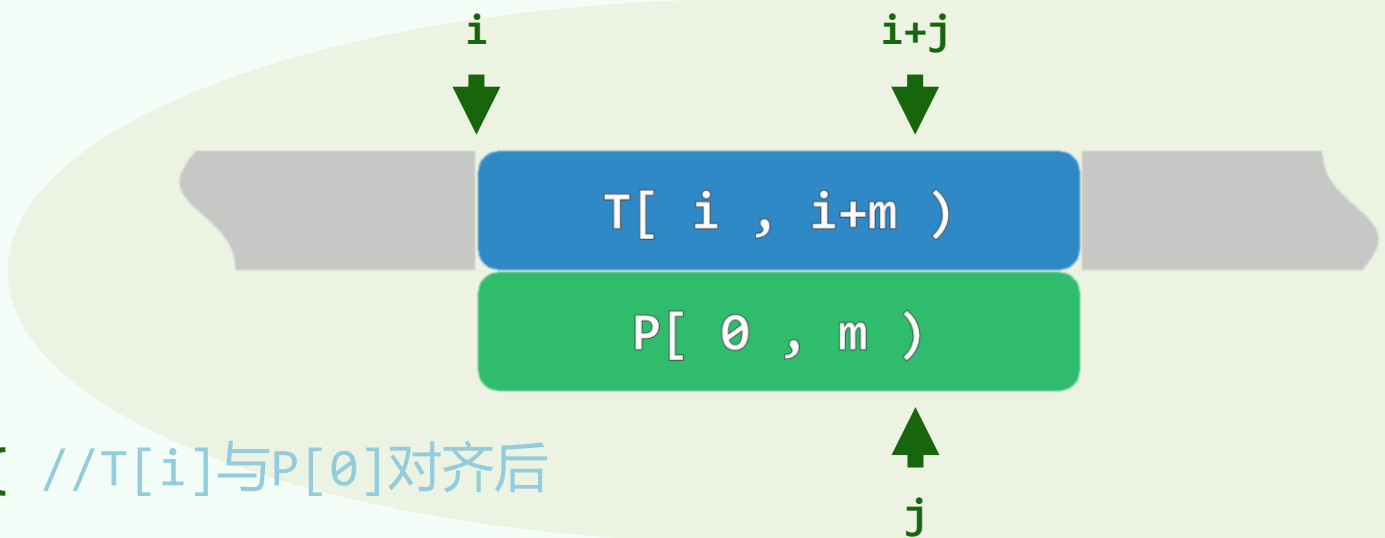 i i+j
T[ i , i+m )
P[ 0 , m )
{ //T[i]与P[0]对齐后
j